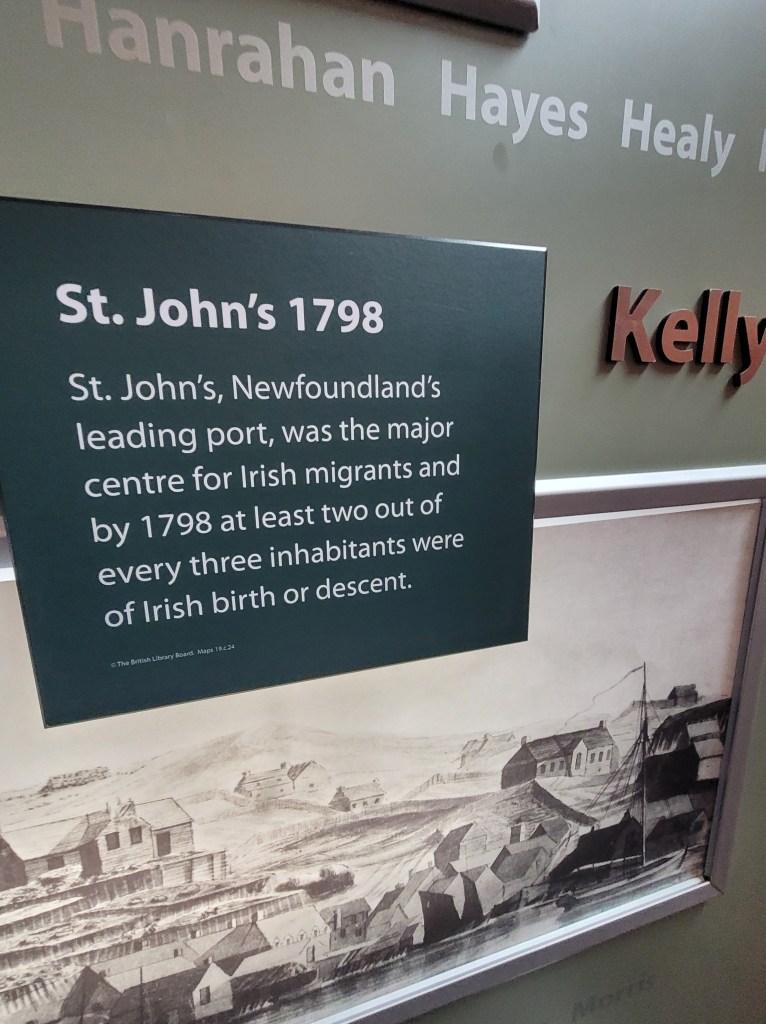 Hanrahan Hayes Healy
St. John's 1798
Kelly
St. John's, Newfoundland's
leading port, was the major
centre for Irish migrants and
by 1798 at least two out of
every three inhabitants were
of Irish birth or descent.
© The British Library Board. Maps 19.c.24
Morris